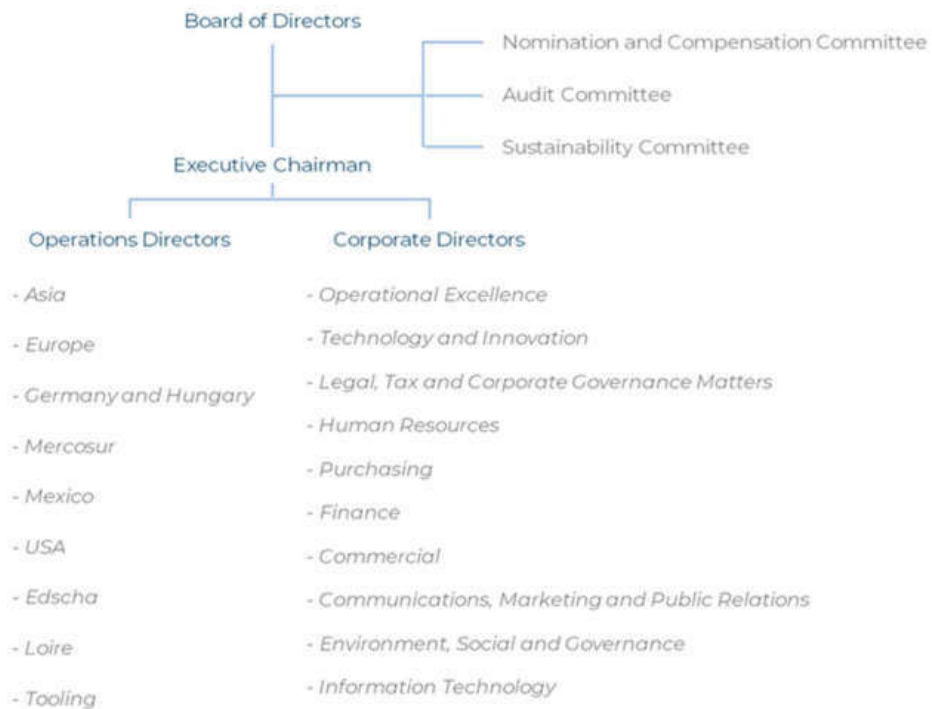 Board of Directors
Nomination and Compensation Committee
Audit Committee
Sustainability Committee
Executive Chairman
Operations Directors
- Asia
- Europe
- Germany and Hungary
- Mercosur
- Mexico
- USA
- Edscha
- Loire
- Tooling
Corporate Directors
- Operational Excellence
- Technology and Innovation
- Legal, Tax and Corporate Governance Matters
- Human Resources
- Purchasing
- Finance
- Commercial
- Communications, Marketing and Public Relations
- Environment, Social and Governance
- Information Technology